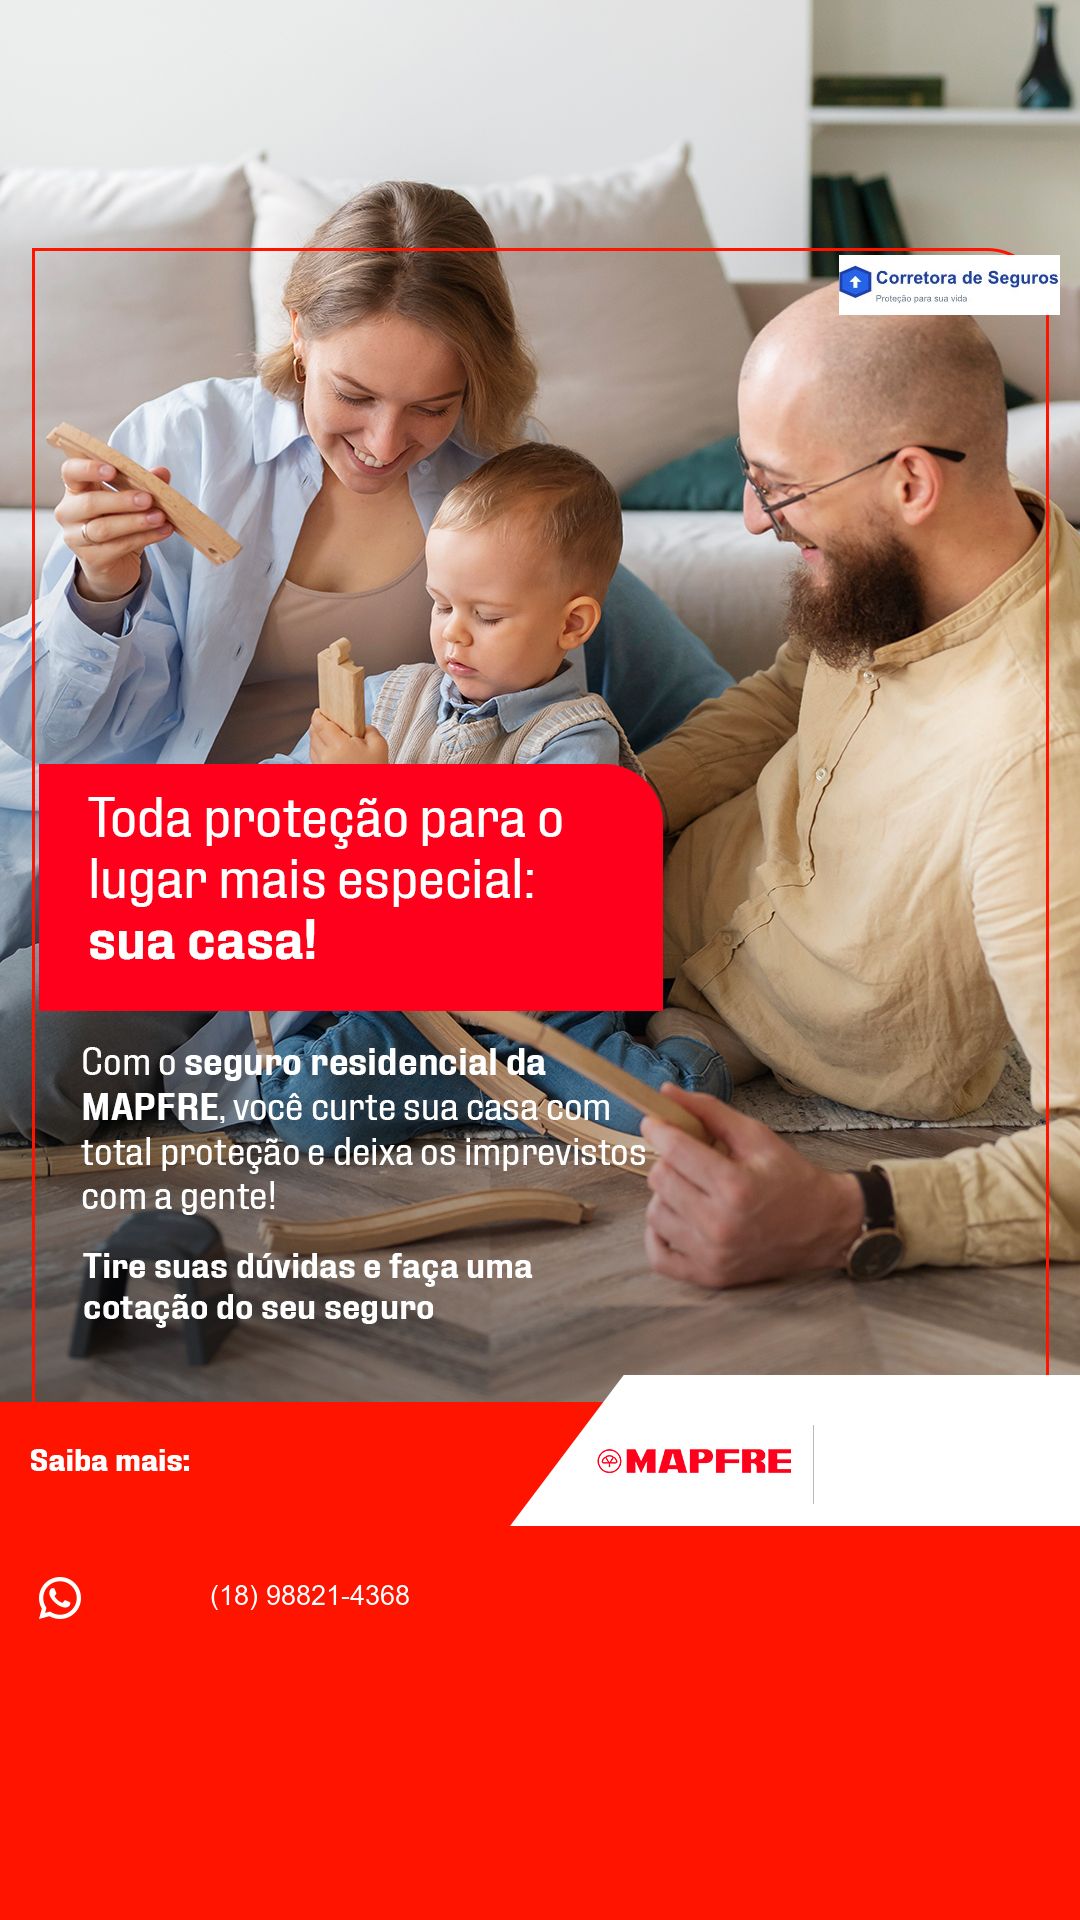 Corretora de Seguros
Proteção para sua vida
Toda proteção para o
lugar mais especial:
sua casa!
Com o seguro residencial da
MAPFRE, você curte sua casa com
total proteção e deixa os imprevistos
com a gente!
Tire suas dúvidas e faça uma
cotação do seu seguro
Saiba mais:
MAPFRE
(18) 98821-4368